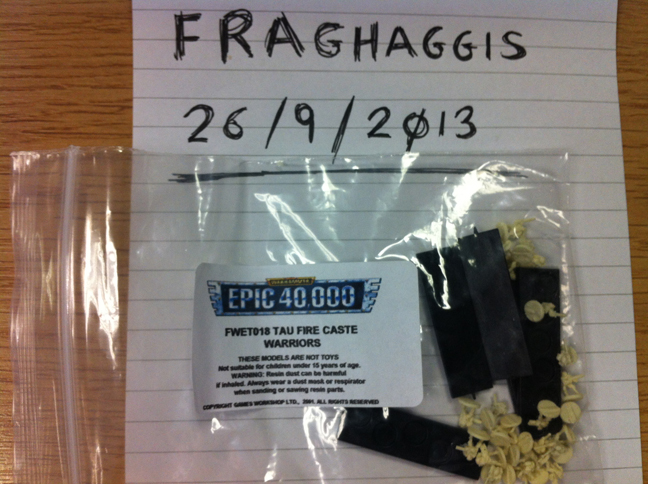 FRAGHAGGIS
26/9/2013
EPIC 40,000
FWET018 TAU FIRE CASTE
WARRIORS
THESE MODELS ARE NOT TOYS
Not suitable for children under 15 years of age.
WARNING: Resin dust can be harmful
if inhaled. Always wear a dust mask or respirator
when sanding or sawing resin parts.
COPYRIGHT GAMES WORKSHOP LTD., 2001. ALL RIGHTS RESERVED